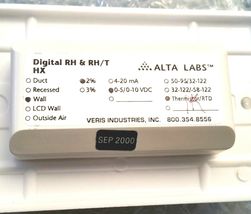 Digital RH & RH/T
HX
ALTA LABS™
Duct 2% 4-20 mA 50-95/32-122
Recessed 3% 0-5/0-10 VDC 32-122/58-122
Wall Thermistor/RTD
LCD Wall
Outside Air VERIS INDUSTRIES, INC. 800.354.8556
SEP 2000